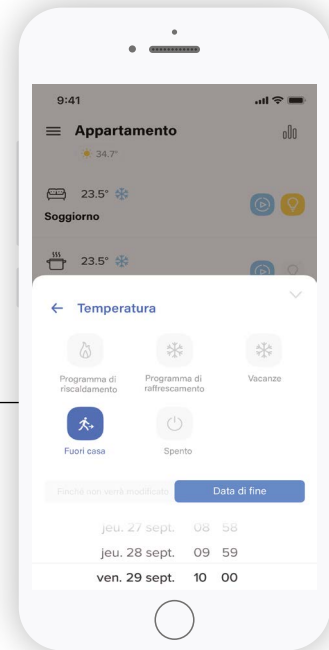 9:41
Appartamento
34.7°
23.5°
Soggiorno
23.5°
Temperatura
Programma di
riscaldamento
Programma di
raffrescamento
Vacanze
Fuori casa
Spento
Finché non verrà modificato
Data di fine
jeu. 27 sept. 08 58
jeu. 28 sept. 09 59
ven. 29 sept. 10 00